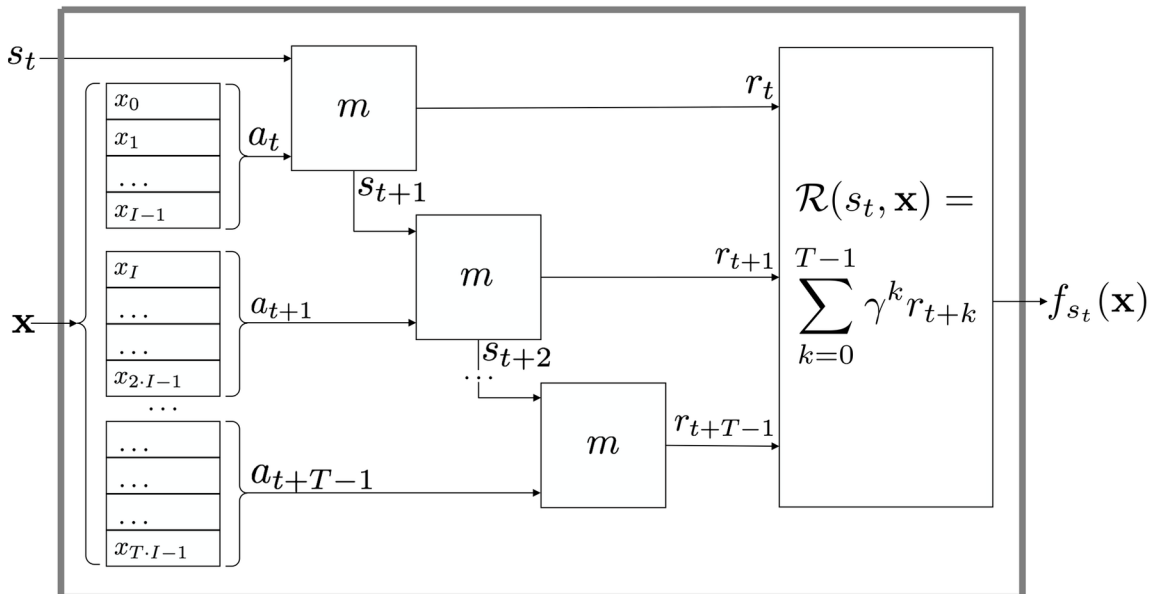 s_t
x_0
x_1
...
x_{I-1}
a_t
m
r_t
s_{t+1}
R(s_t, x) =
x_I
...
...
x_{2·I-1}
...
a_{t+1}
m
r_{t+1}
T-1
∑ γ^k r_{t+k}
k=0
x
f_{s_t}(x)
s_{t+2}
...
...
...
...
x_{T·I-1}
a_{t+T-1}
m
r_{t+T-1}